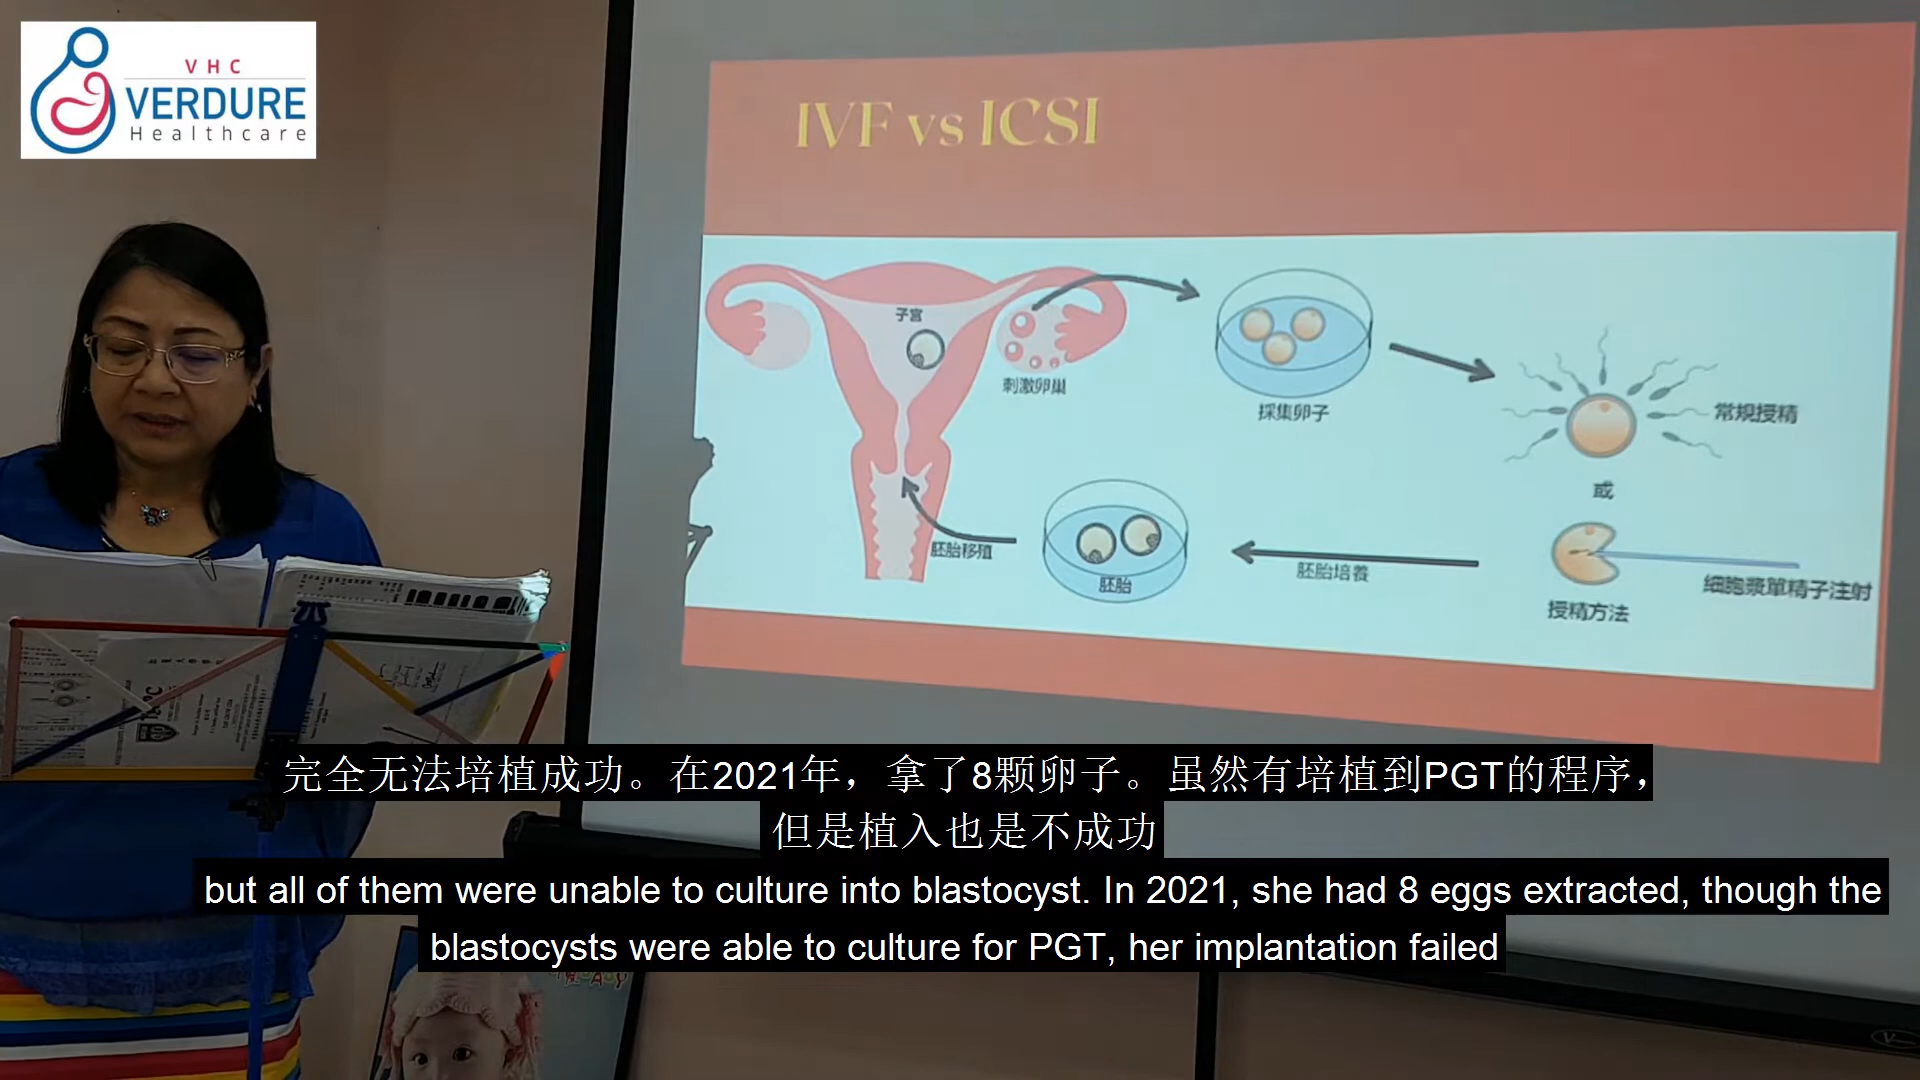 VHC
VERDURE
Healthcare
IVF vs ICSI
子宮
刺激卵巢
採集卵子
常規授精
或
細胞漿單精子注射
授精方法
胚胎培養
胚胎
胚胎移殖
完全无法培植成功。在2021年，拿了8颗卵子。虽然有培植到PGT的程序，
但是植入也是不成功
but all of them were unable to culture into blastocyst. In 2021, she had 8 eggs extracted, though the
blastocysts were able to culture for PGT, her implantation failed